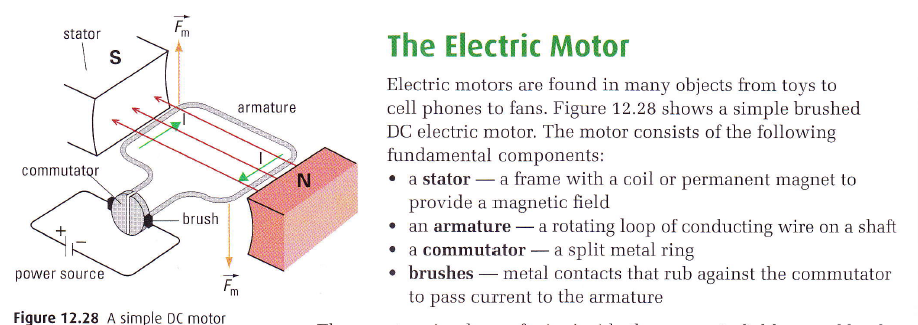 stator
S
F⃗m
armature
I
I
commutator
N
brush
+
−
power source
F⃗m
Figure 12.28 A simple DC motor
The Electric Motor
Electric motors are found in many objects from toys to
cell phones to fans. Figure 12.28 shows a simple brushed
DC electric motor. The motor consists of the following
fundamental components:
• a stator — a frame with a coil or permanent magnet to
provide a magnetic field
• an armature — a rotating loop of conducting wire on a shaft
• a commutator — a split metal ring
• brushes — metal contacts that rub against the commutator
to pass current to the armature